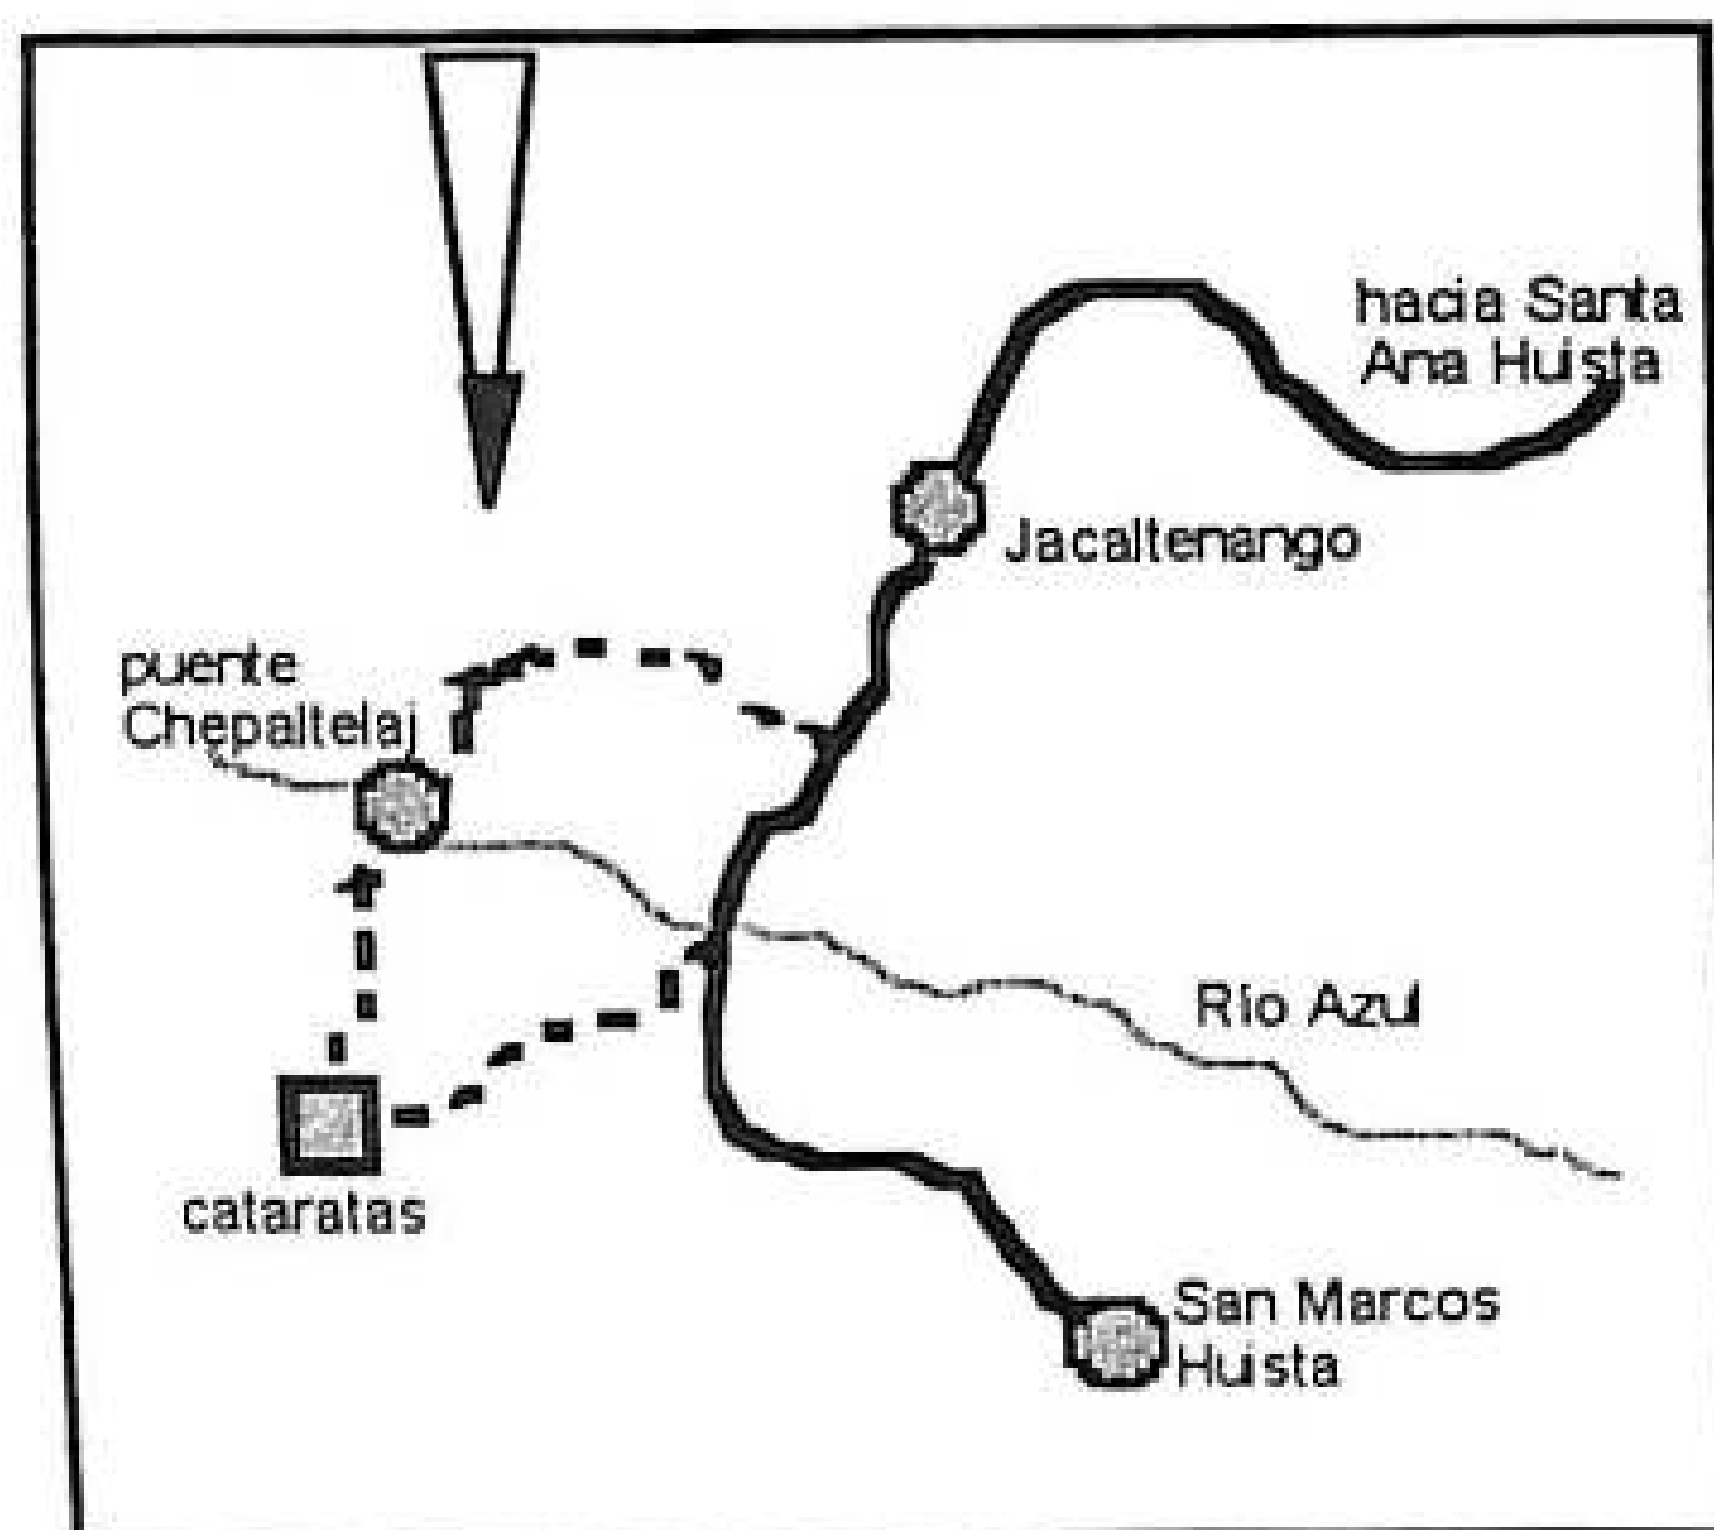 hacia Santa
Ana Huista
Jacaltenango
puente
Chepaltelaj
Río Azul
cataratas
San Marcos
Huista